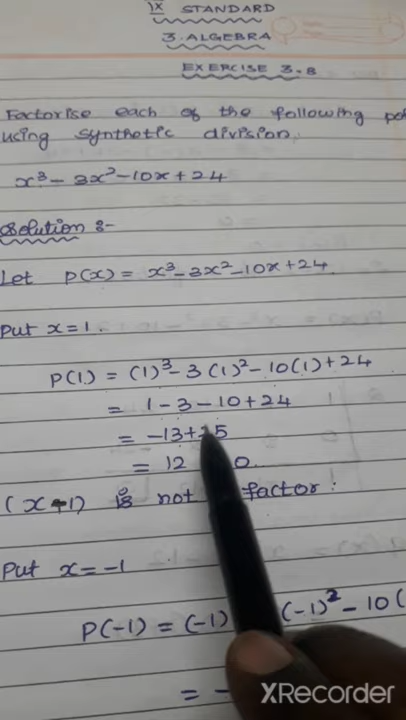 IX STANDARD
3. ALGEBRA
EXERCISE 3.8
Factorise each of the following
using synthetic division.
x³ - 3x² - 10x + 24
Solution :-
Let P(x) = x³ - 3x² - 10x + 24.
Put x = 1.
P(1) = (1)³ - 3(1)² - 10(1) + 24
= 1 - 3 - 10 + 24
= -13 + 25
= 12 0.
(x - 1) is not factor.
Put x = -1
P(-1) = (-1) (-1)² - 10(
= -
XRecorder